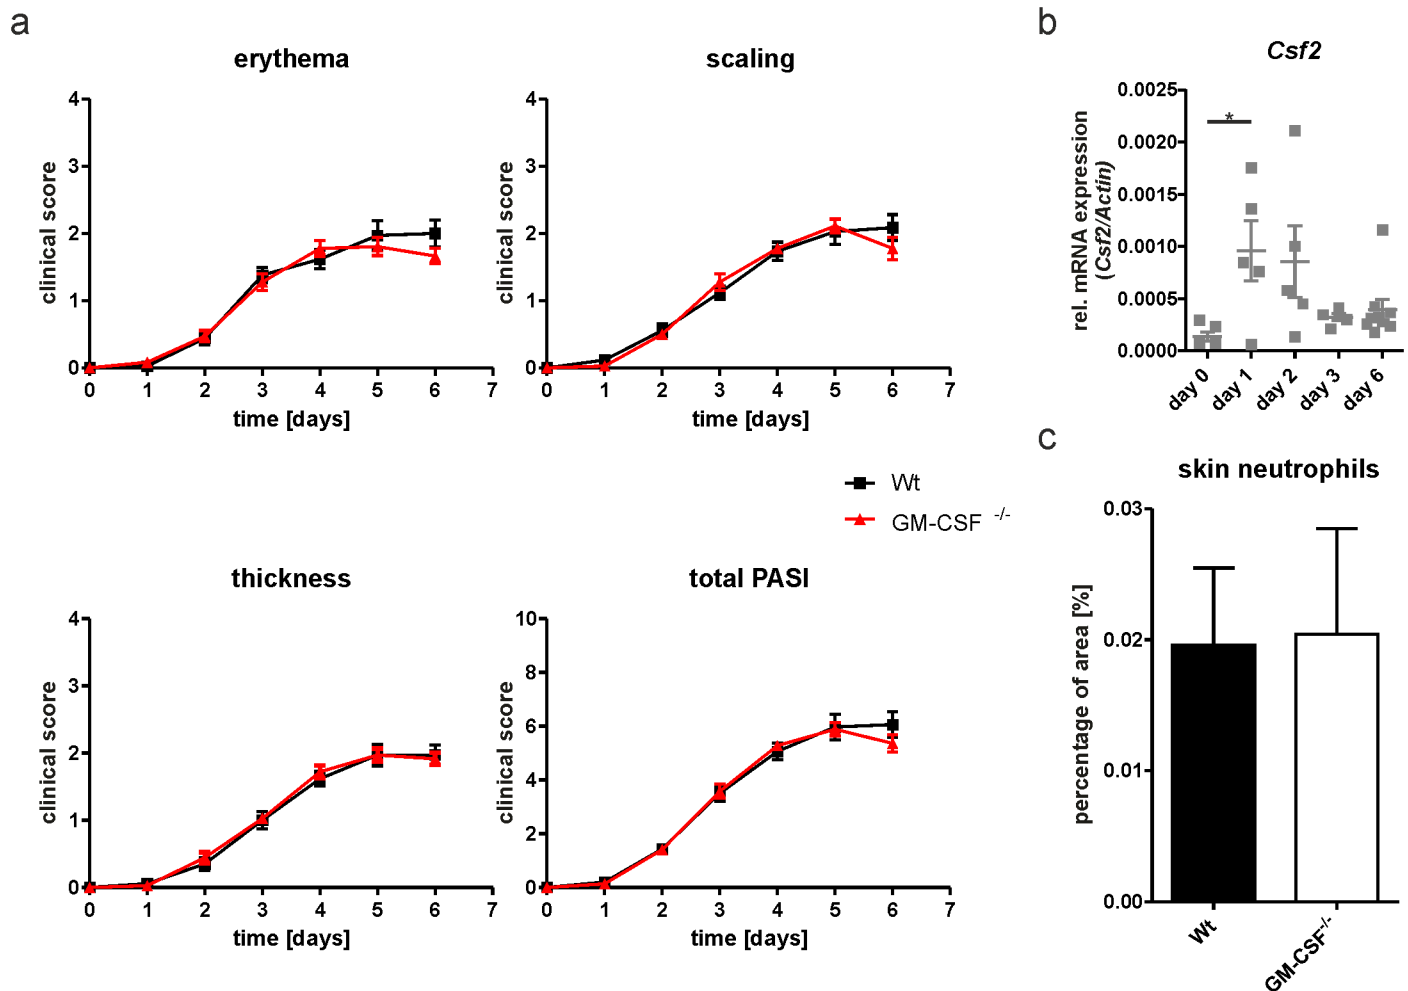 a
erythema
4
3
2
1
0
clinical score
0 1 2 3 4 5 6 7
time [days]
scaling
4
3
2
1
0
clinical score
0 1 2 3 4 5 6 7
time [days]
Wt
GM-CSF -/-
thickness
4
3
2
1
0
clinical score
0 1 2 3 4 5 6 7
time [days]
total PASI
10
8
6
4
2
0
clinical score
0 1 2 3 4 5 6 7
time [days]
b
Csf2
0.0025
0.0020
0.0015
0.0010
0.0005
0.0000
rel. mRNA expression
(Csf2/Actin)
*
day 0 day 1 day 2 day 3 day 6
c
skin neutrophils
0.03
0.02
0.01
0.00
percentage of area [%]
Wt
GM-CSF-/-